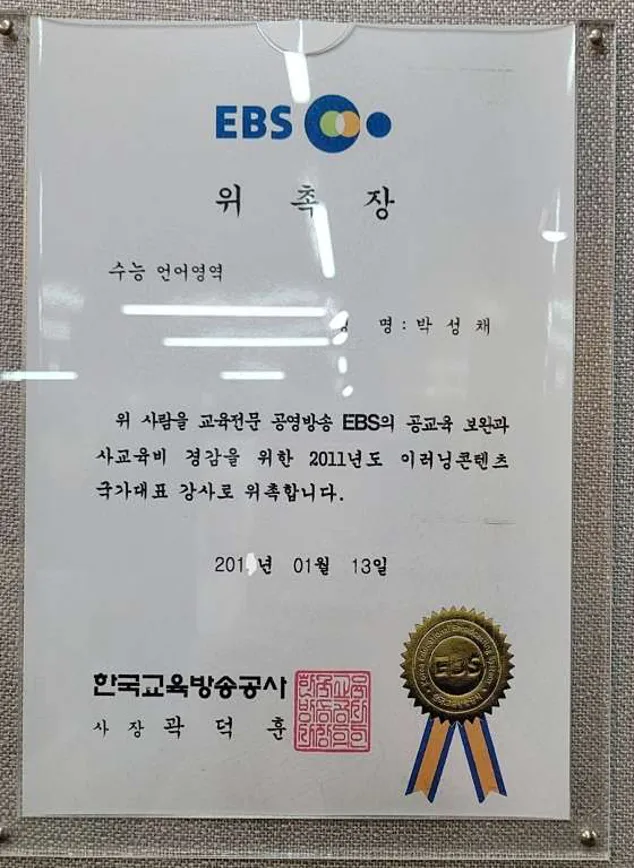 EBS
위 촉 장
수능 언어영역
명 : 박 성 채
위 사람을 교육전문 공영방송 EBS의 공교육 보완과
사교육비 경감을 위한 2011년도 이러닝콘텐츠
국가대표 강사로 위촉합니다.
01월 13일
한국교육방송공사
사 장 곽 덕 훈
EBS